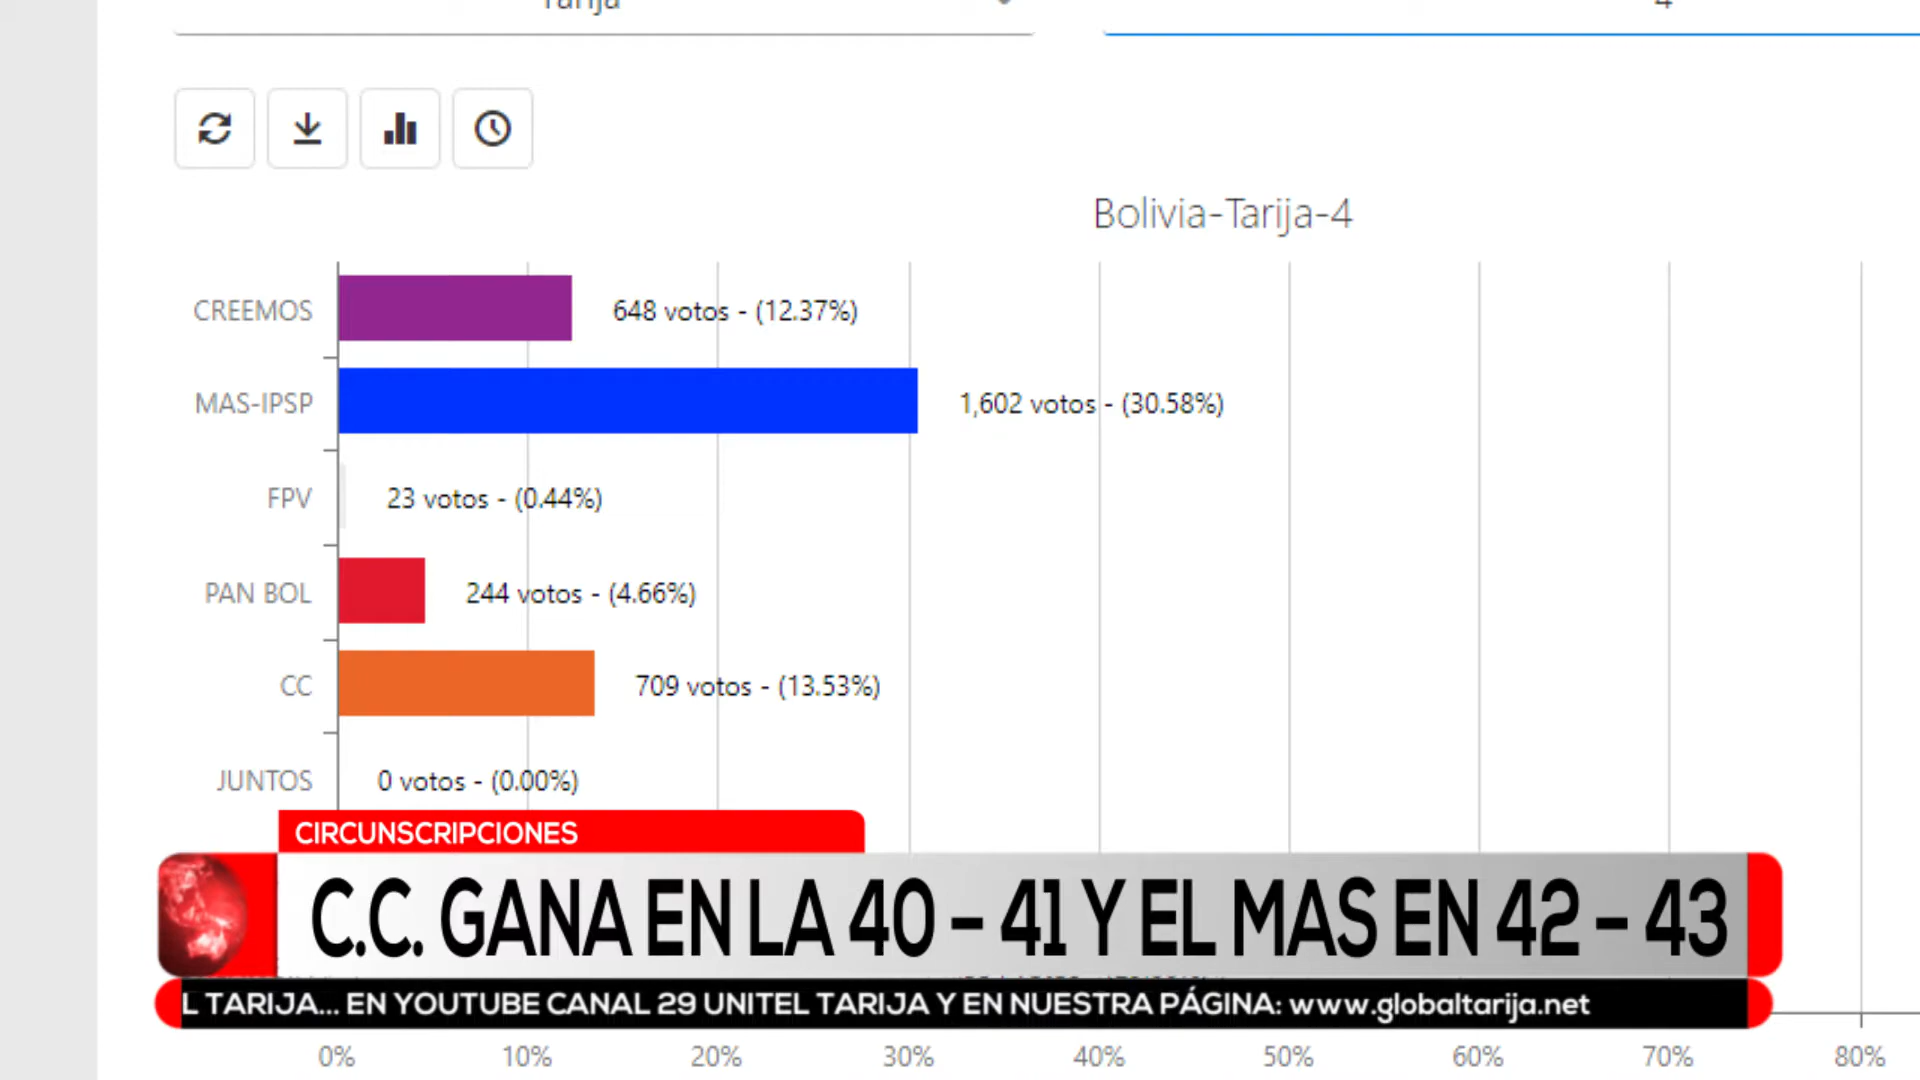 Tarija 4
Bolivia-Tarija-4
CREEMOS 648 votos - (12.37%)
MAS-IPSP 1,602 votos - (30.58%)
FPV 23 votos - (0.44%)
PAN BOL 244 votos - (4.66%)
CC 709 votos - (13.53%)
JUNTOS 0 votos - (0.00%)
CIRCUNSCRIPCIONES
C.C. GANA EN LA 40 - 41 Y EL MAS EN 42 - 43
L TARIJA... EN YOUTUBE CANAL 29 UNITEL TARIJA Y EN NUESTRA PÁGINA: www.globaltarija.net
0% 10% 20% 30% 40% 50% 60% 70% 80%